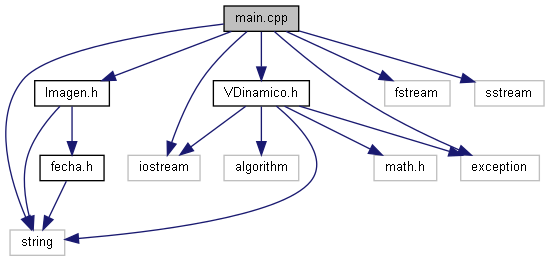 main.cpp
Imagen.h
VDinamico.h
fstream
sstream
fecha.h
iostream
algorithm
math.h
exception
string